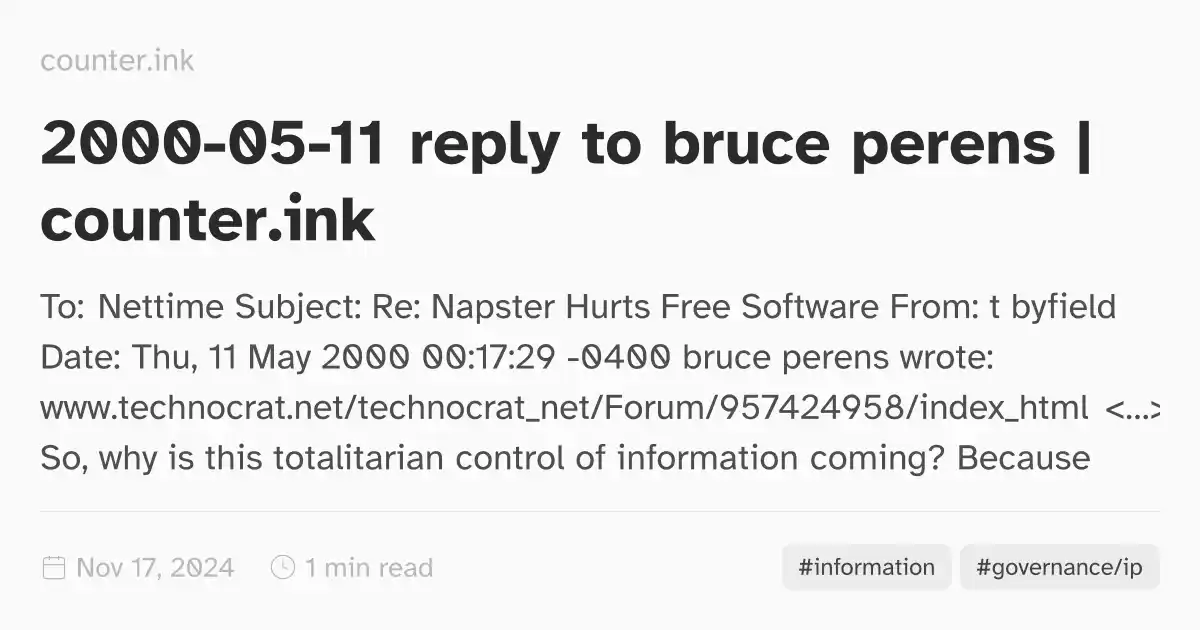 counter.ink
2000-05-11 reply to bruce perens |
counter.ink
To: Nettime Subject: Re: Napster Hurts Free Software From: t byfield
Date: Thu, 11 May 2000 00:17:29 -0400 bruce perens wrote:
www.technocrat.net/technocrat_net/Forum/957424958/index_html <...>
So, why is this totalitarian control of information coming? Because
Nov 17, 2024 1 min read #information #governance/ip